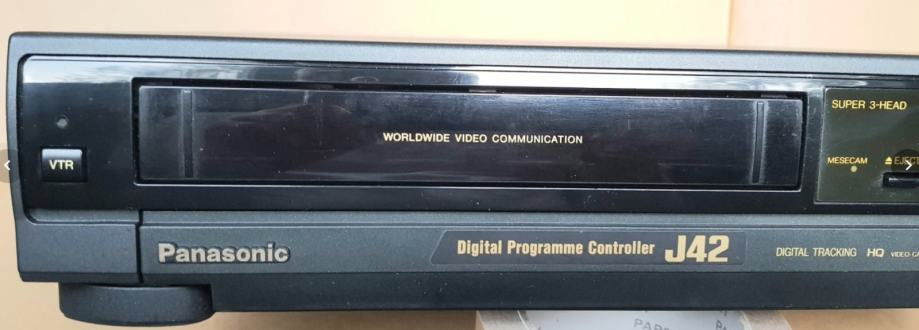 SUPER 3-HEAD
WORLDWIDE VIDEO COMMUNICATION
VTR
MESECAM
Panasonic
Digital Programme Controller J42
DIGITAL TRACKING HQ